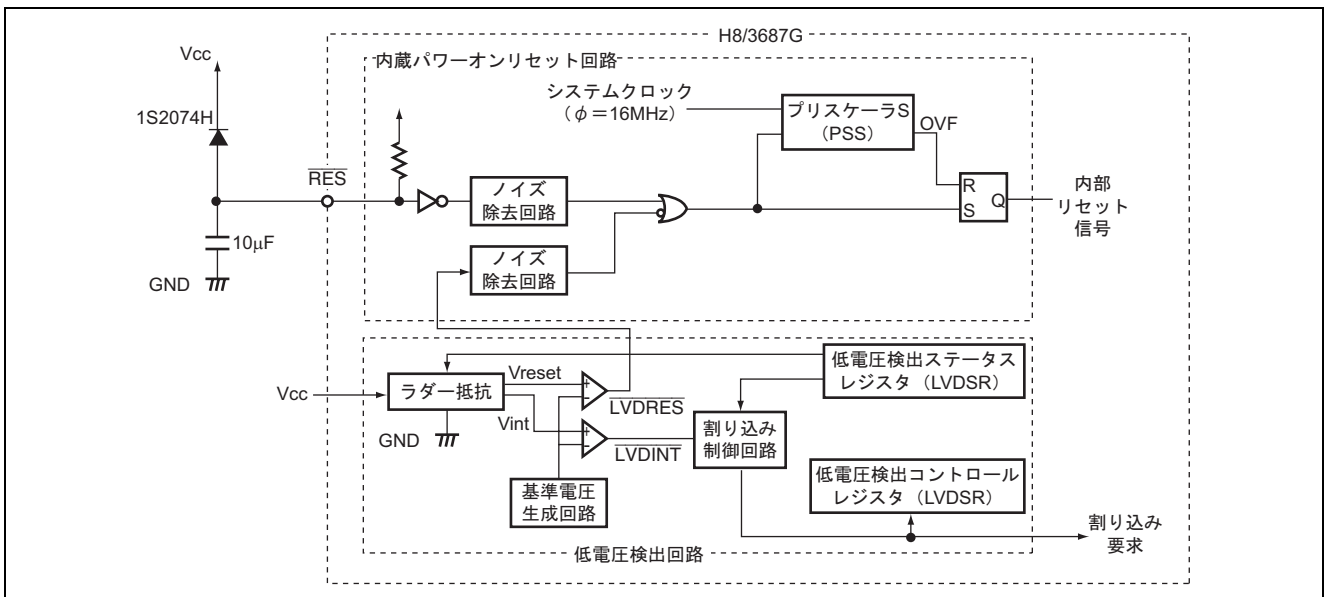 H8/3687G
Vcc
内蔵パワーオンリセット回路
システムクロック
（φ＝16MHz）
プリスケーラS
（PSS）
OVF
1S2074H
RES
ノイズ
除去回路
R
S
Q
内部
リセット
信号
10μF
GND
ノイズ
除去回路
低電圧検出ステータス
レジスタ（LVDSR）
Vreset
Vcc
ラダー抵抗
LVDRES
Vint
GND
LVDINT
割り込み
制御回路
低電圧検出コントロール
レジスタ（LVDSR）
基準電圧
生成回路
割り込み
要求
低電圧検出回路